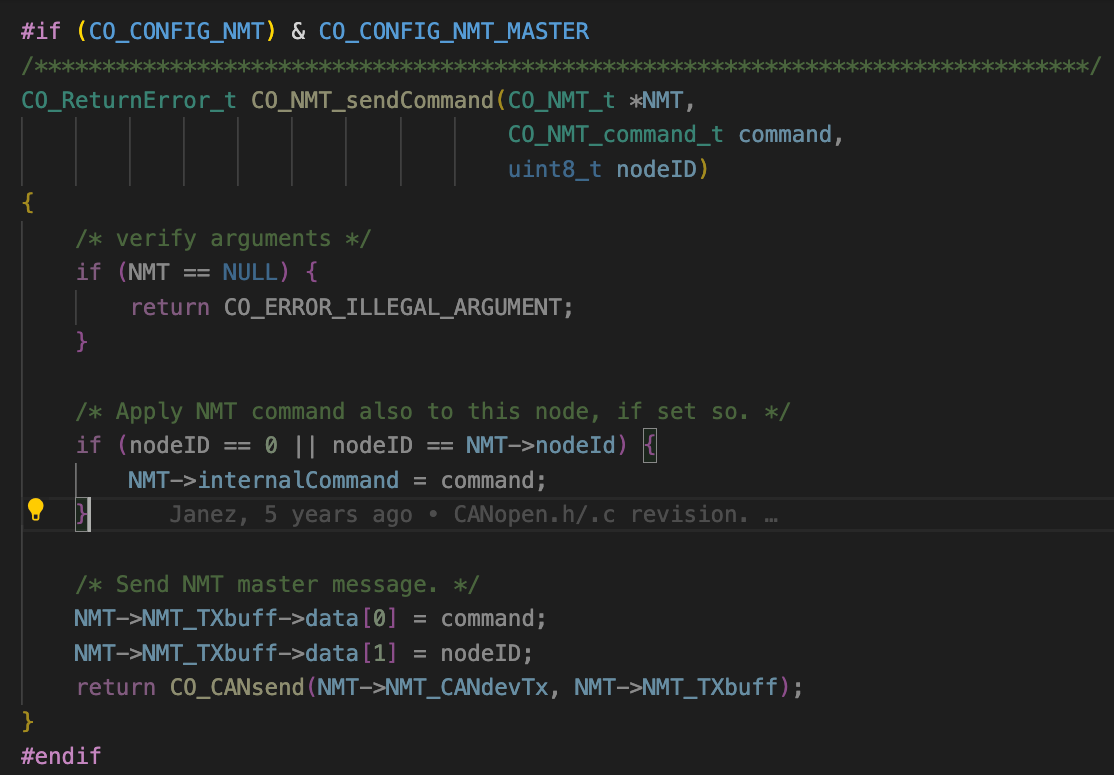 #if (CO_CONFIG_NMT) & CO_CONFIG_NMT_MASTER
/******************************************************************************/
CO_ReturnError_t CO_NMT_sendCommand(CO_NMT_t *NMT,
                                    CO_NMT_command_t command,
                                    uint8_t nodeID)
{
    /* verify arguments */
    if (NMT == NULL) {
        return CO_ERROR_ILLEGAL_ARGUMENT;
    }

    /* Apply NMT command also to this node, if set so. */
    if (nodeID == 0 || nodeID == NMT->nodeId) {
        NMT->internalCommand = command;
    }      Janez, 5 years ago • CANopen.h/.c revision. …

    /* Send NMT master message. */
    NMT->NMT_TXbuff->data[0] = command;
    NMT->NMT_TXbuff->data[1] = nodeID;
    return CO_CANsend(NMT->NMT_CANdevTx, NMT->NMT_TXbuff);
}
#endif